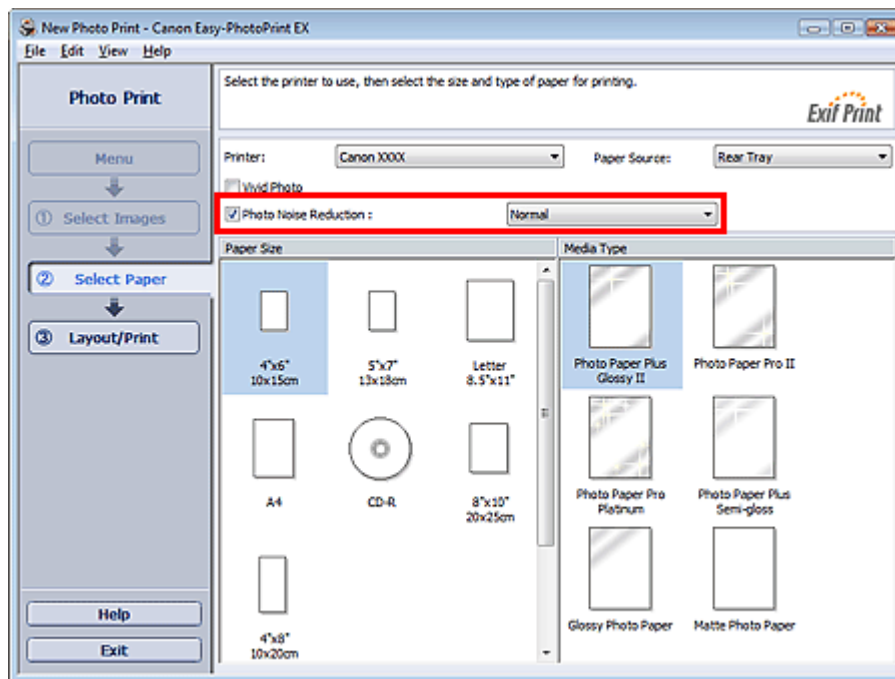 New Photo Print - Canon Easy-PhotoPrint EX
File Edit View Help
Photo Print
Select the printer to use, then select the size and type of paper for printing.
Exif Print
Menu
Printer: Canon XXXX Paper Source: Rear Tray
Vivid Photo
① Select Images
Photo Noise Reduction : Normal
② Select Paper
③ Layout/Print
Paper Size
4"x6"
10x15cm
5"x7"
13x18cm
Letter
8.5"x11"
A4
CD-R
8"x10"
20x25cm
4"x8"
10x20cm
Media Type
Photo Paper Plus
Glossy II
Photo Paper Pro II
Photo Paper Pro
Platinum
Photo Paper Plus
Semi-gloss
Glossy Photo Paper
Matte Photo Paper
Help
Exit